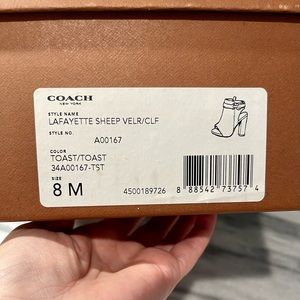 COACH
NEW YORK
STYLE NAME
LAFAYETTE SHEEP VELR/CLF
STYLE NO.
A00167
COLOR
TOAST/TOAST
34A00167-TST
SIZE
8 M
4500189726
8 88542 73757 4